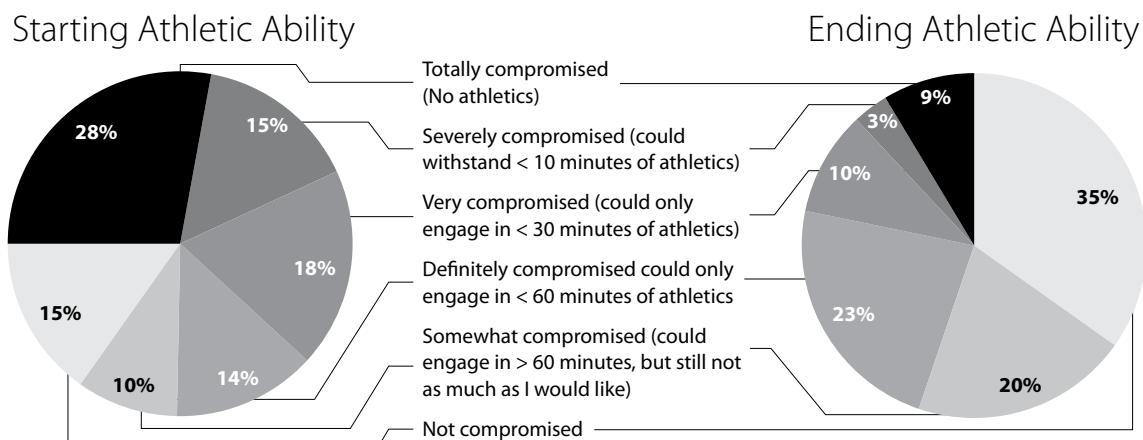 Starting Athletic Ability
Ending Athletic Ability
28%
15%
18%
14%
10%
15%
Totally compromised
(No athletics)
Severely compromised (could
withstand < 10 minutes of athletics)
Very compromised (could only
engage in < 30 minutes of athletics)
Definitely compromised could only
engage in < 60 minutes of athletics
Somewhat compromised (could
engage in > 60 minutes, but still not
as much as I would like)
Not compromised
9%
3%
10%
23%
20%
35%